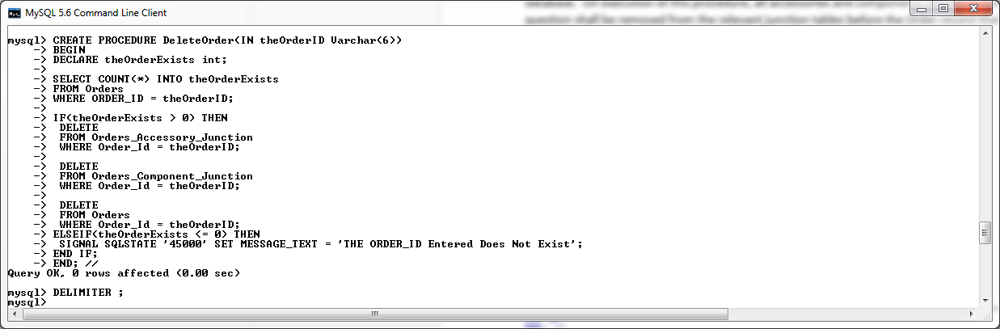 database. On execution of this procedure, all accessories and component
question shall be removed from the relevant junction tables before the Order record
MySQL 5.6 Command Line Client
mysql> CREATE PROCEDURE DeleteOrder(IN theOrderID Varchar(6))
-> BEGIN
-> DECLARE theOrderExists int;
->
-> SELECT COUNT(*) INTO theOrderExists
-> FROM Orders
-> WHERE ORDER_ID = theOrderID;
->
-> IF(theOrderExists > 0) THEN
-> DELETE
-> FROM Orders_Accessory_Junction
-> WHERE Order_Id = theOrderID;
->
-> DELETE
-> FROM Orders_Component_Junction
-> WHERE Order_Id = theOrderID;
->
-> DELETE
-> FROM Orders
-> WHERE Order_Id = theOrderID;
-> ELSEIF(theOrderExists <= 0) THEN
-> SIGNAL SQLSTATE '45000' SET MESSAGE_TEXT = 'THE ORDER_ID Entered Does Not Exist';
-> END IF;
-> END; //
Query OK, 0 rows affected (0.00 sec)
mysql> DELIMITER ;
mysql>